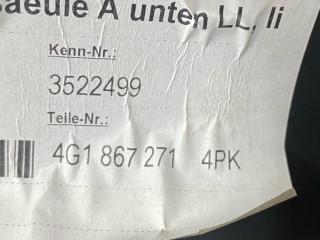 aeule A unten LL, li
Kenn-Nr.:
3522499
Teile-Nr.:
4G1 867 271 4PK